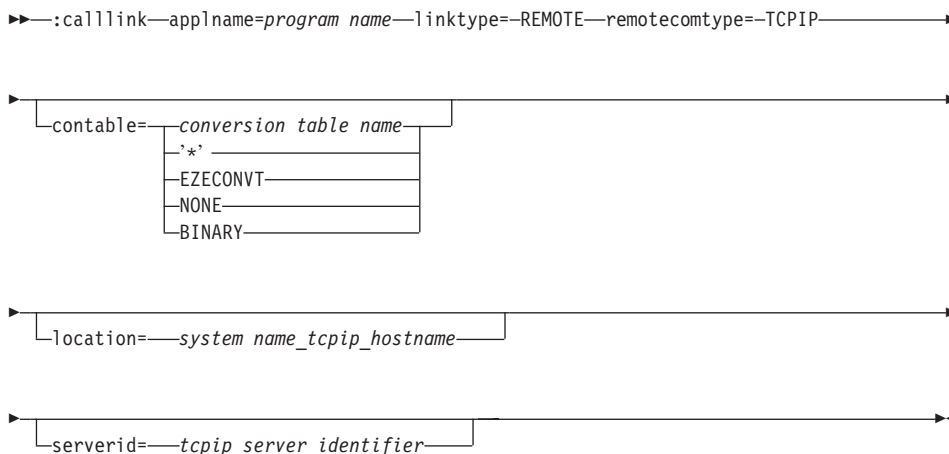 :calllink applname=program name linktype= REMOTE remotecomtype= TCPIP
contable= conversion table name
'*'
EZECONVT
NONE
BINARY
location= system name_tcpip_hostname
serverid= tcpip server identifier